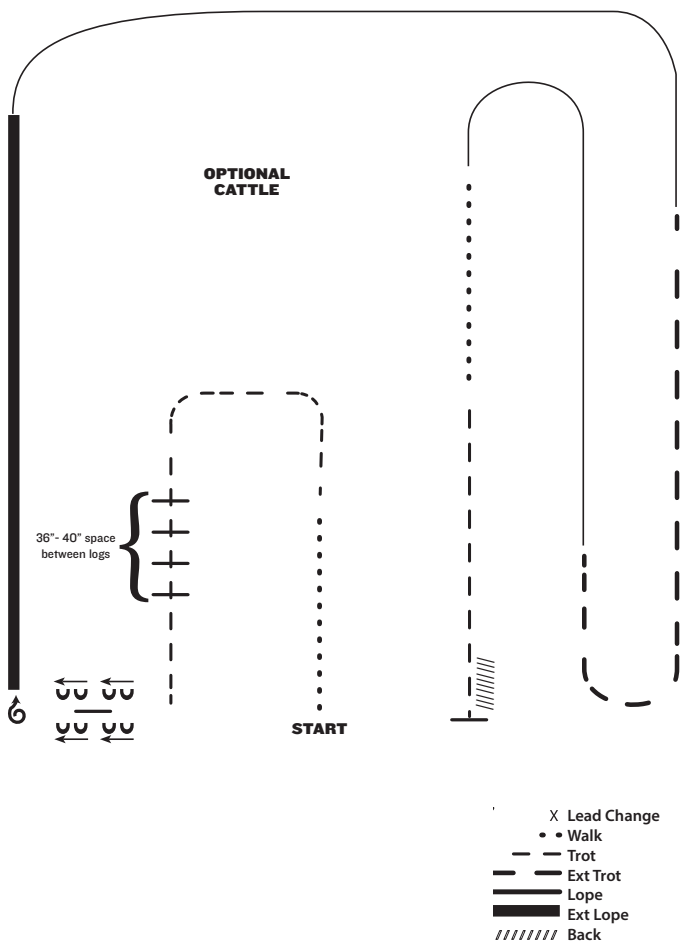 OPTIONAL
CATTLE
36”- 40” space
between logs
START
X Lead Change
Walk
Trot
Ext Trot
Lope
Ext Lope
Back